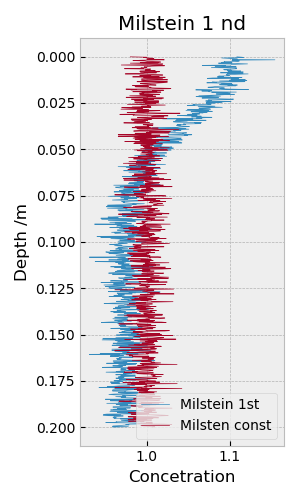 Milstein 1 nd
0.000
0.025
0.050
0.075
0.100
0.125
0.150
0.175
0.200
Depth /m
Milstein 1st
Milsten const
1.0 1.1
Concetration